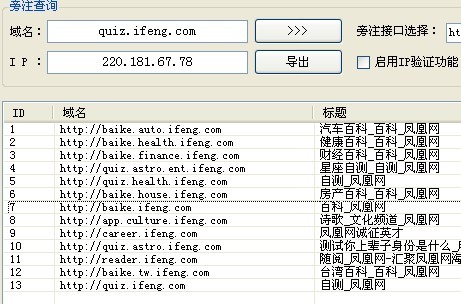 旁注查询
域名: quiz.ifeng.com >>> 旁注接口选择:
I P : 220.181.67.78 导出 启用IP验证功能
ID 域名 标题
1 http://baike.auto.ifeng.com 汽车百科_百科_凤凰网
2 http://baike.health.ifeng.com 健康百科_百科_凤凰网
3 http://baike.finance.ifeng.com 财经百科_百科_凤凰网
4 http://quiz.astro.ent.ifeng.com 星座自测_自测_凤凰网
5 http://quiz.health.ifeng.com 自测_凤凰网
6 http://baike.house.ifeng.com 房产百科_百科_凤凰网
7 http://baike.ifeng.com 百科_凤凰网
8 http://app.culture.ifeng.com 诗歌_文化频道_凤凰网
9 http://career.ifeng.com 凤凰网诚征英才
10 http://quiz.astro.ifeng.com 测试你上辈子身份是什么_
11 http://reader.ifeng.com 随阅_凤凰网-汇聚凤凰网海
12 http://baike.tw.ifeng.com 台湾百科_百科_凤凰网
13 http://quiz.ifeng.com 自测_凤凰网